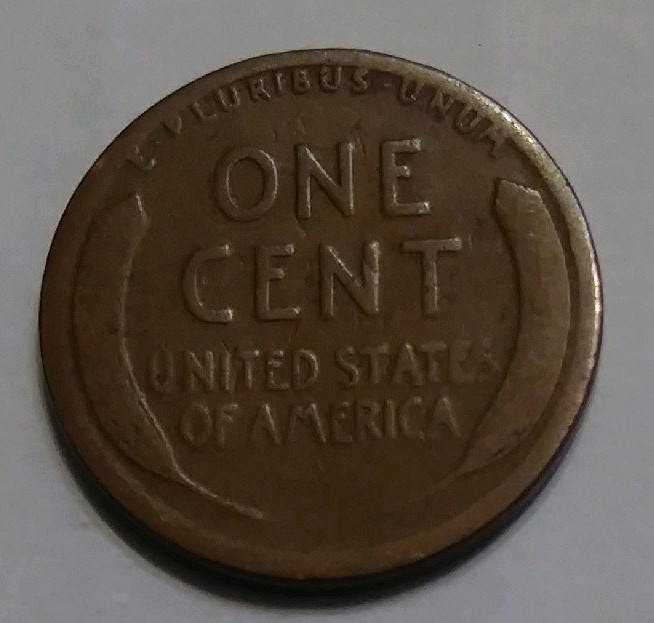 E·PLURIBUS·UNUM
ONE
CENT
UNITED STATES
OF AMERICA